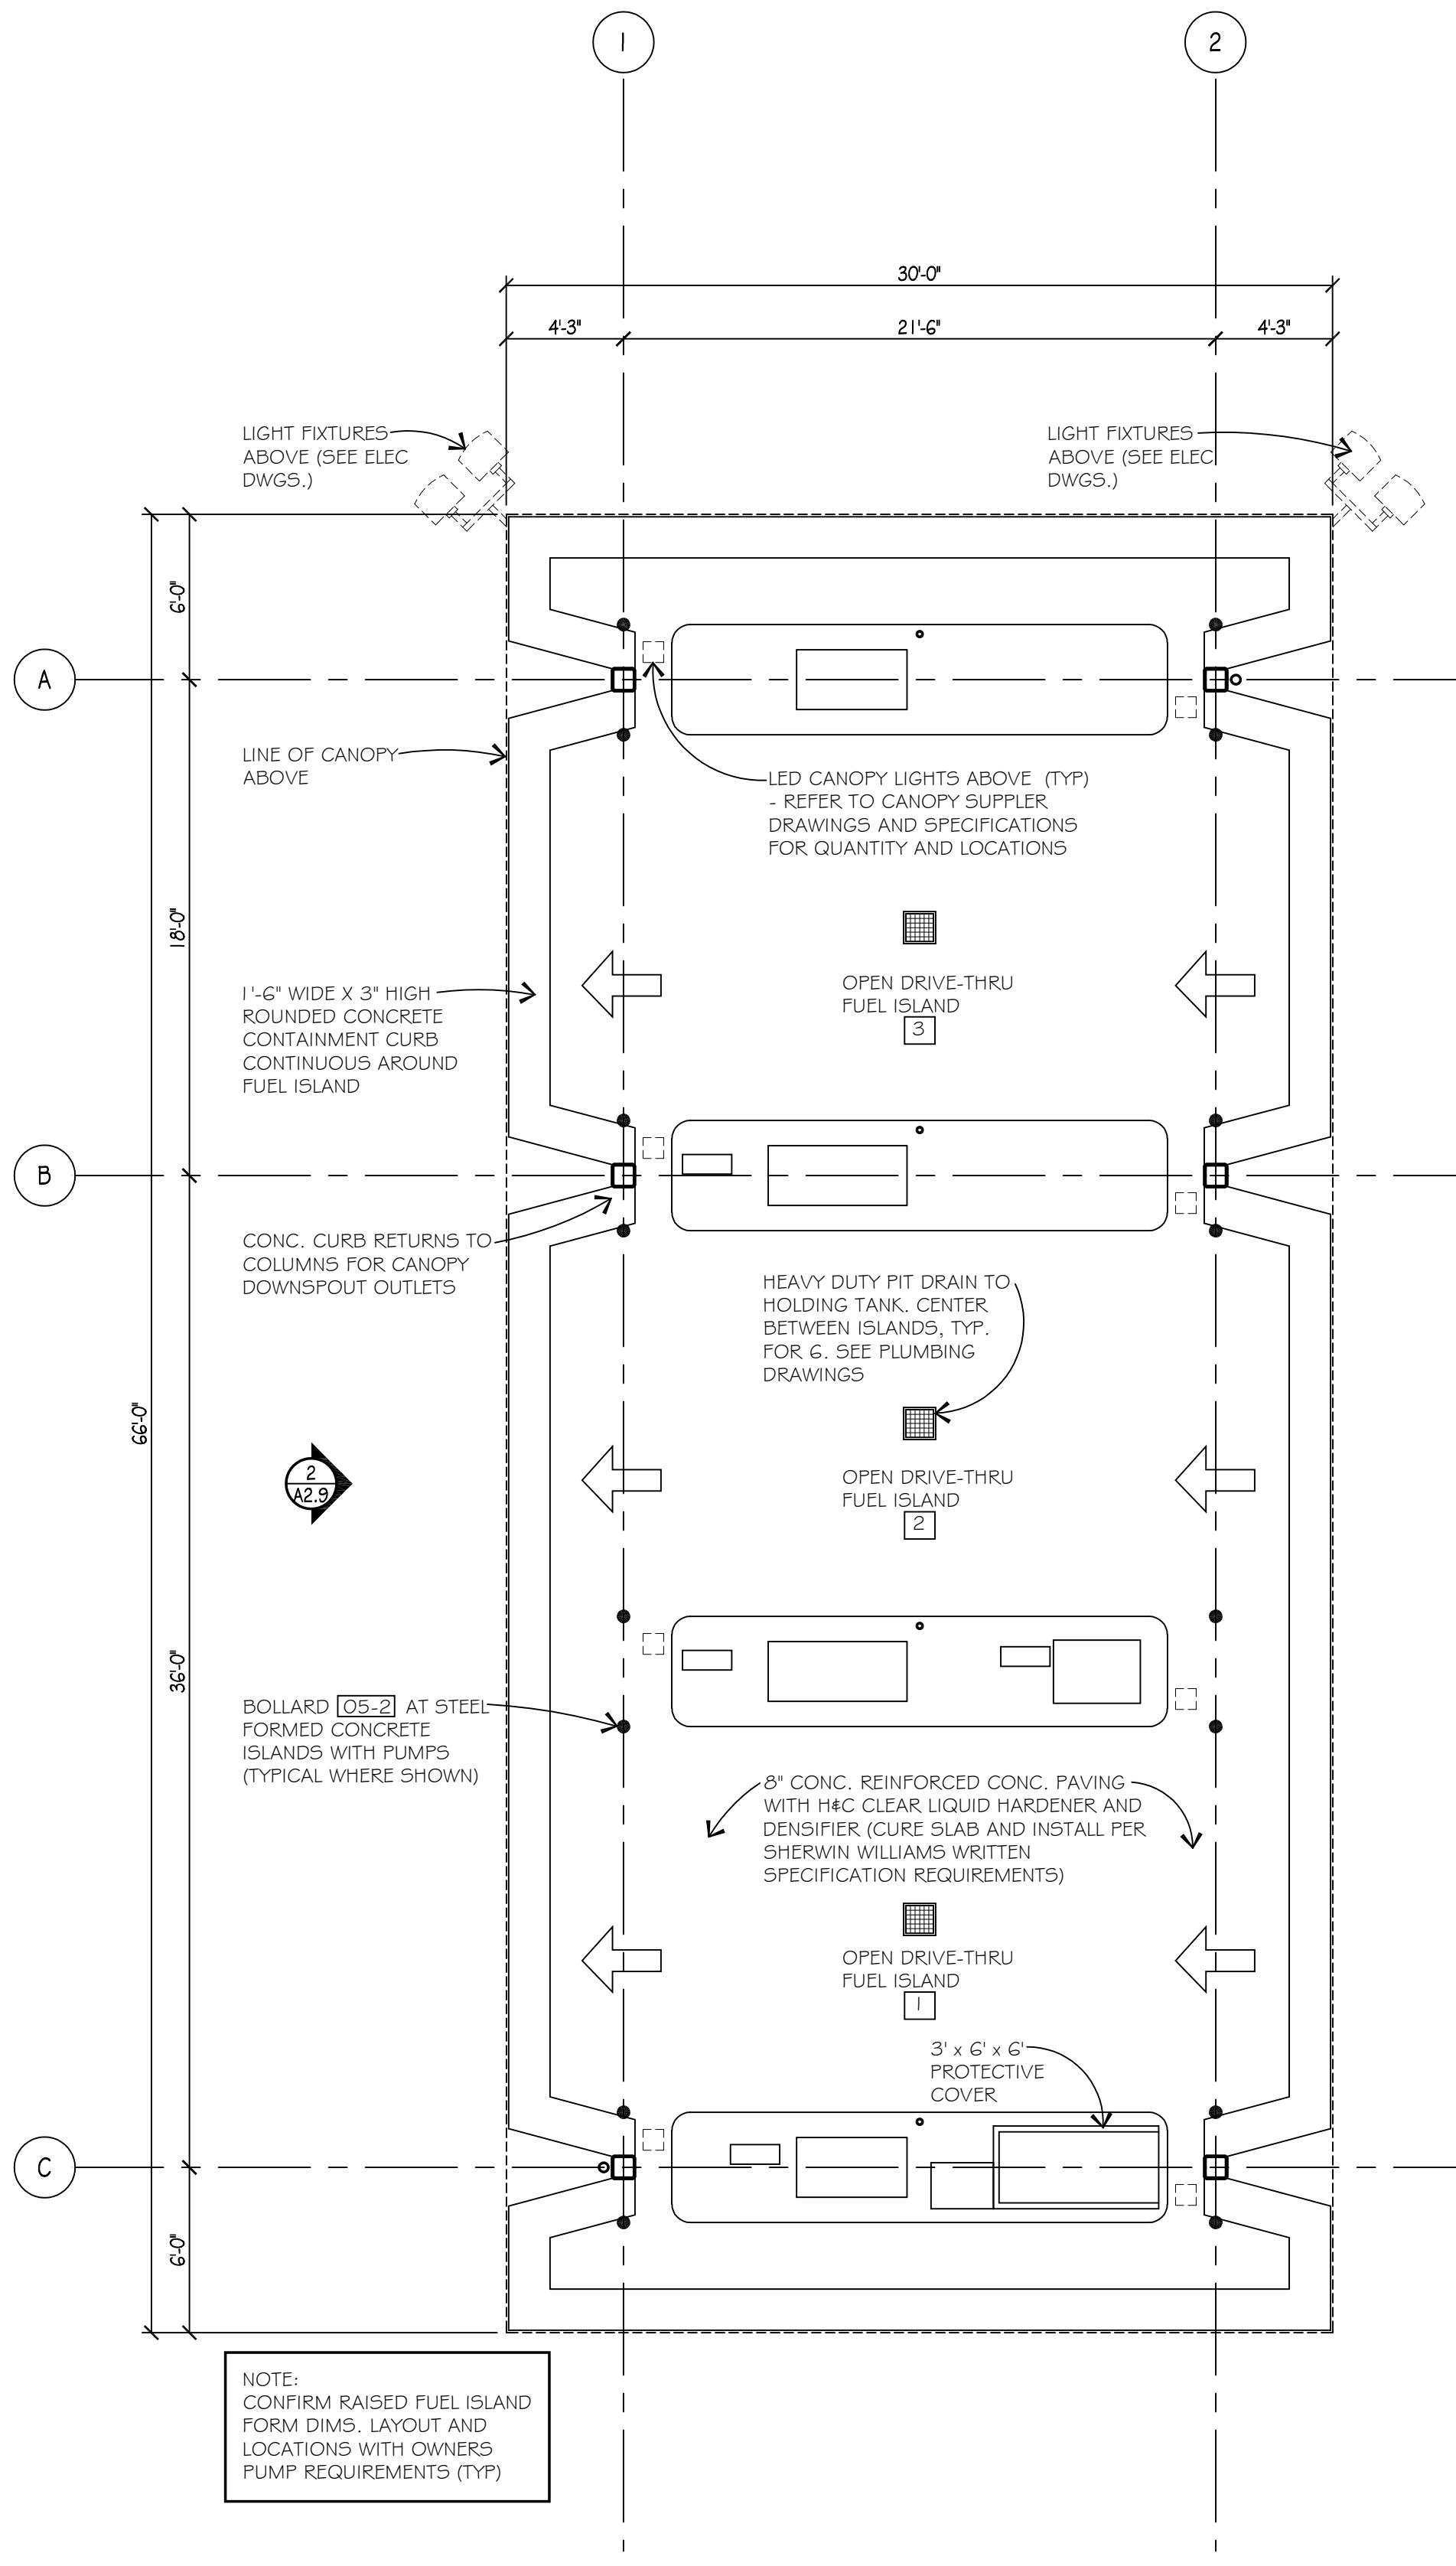 1
2
30'-0"
4'-3"
21'-6"
4'-3"
LIGHT FIXTURES
ABOVE (SEE ELEC
DWGS.)
LIGHT FIXTURES
ABOVE (SEE ELEC
DWGS.)
6'-0"
A
LINE OF CANOPY
ABOVE
LED CANOPY LIGHTS ABOVE (TYP)
- REFER TO CANOPY SUPPLER
DRAWINGS AND SPECIFICATIONS
FOR QUANTITY AND LOCATIONS
18'-0"
1'-6" WIDE X 3" HIGH
ROUNDED CONCRETE
CONTAINMENT CURB
CONTINUOUS AROUND
FUEL ISLAND
OPEN DRIVE-THRU
FUEL ISLAND
3
B
CONC. CURB RETURNS TO
COLUMNS FOR CANOPY
DOWNSPOUT OUTLETS
HEAVY DUTY PIT DRAIN TO
HOLDING TANK. CENTER
BETWEEN ISLANDS, TYP.
FOR 6. SEE PLUMBING
DRAWINGS
66'-0"
2
A2.9
OPEN DRIVE-THRU
FUEL ISLAND
2
36'-0"
BOLLARD 05-2 AT STEEL
FORMED CONCRETE
ISLANDS WITH PUMPS
(TYPICAL WHERE SHOWN)
8" CONC. REINFORCED CONC. PAVING
WITH H&C CLEAR LIQUID HARDENER AND
DENSIFIER (CURE SLAB AND INSTALL PER
SHERWIN WILLIAMS WRITTEN
SPECIFICATION REQUIREMENTS)
OPEN DRIVE-THRU
FUEL ISLAND
1
3' x 6' x 6'
PROTECTIVE
COVER
C
6'-0"
NOTE:
CONFIRM RAISED FUEL ISLAND
FORM DIMS. LAYOUT AND
LOCATIONS WITH OWNERS
PUMP REQUIREMENTS (TYP)